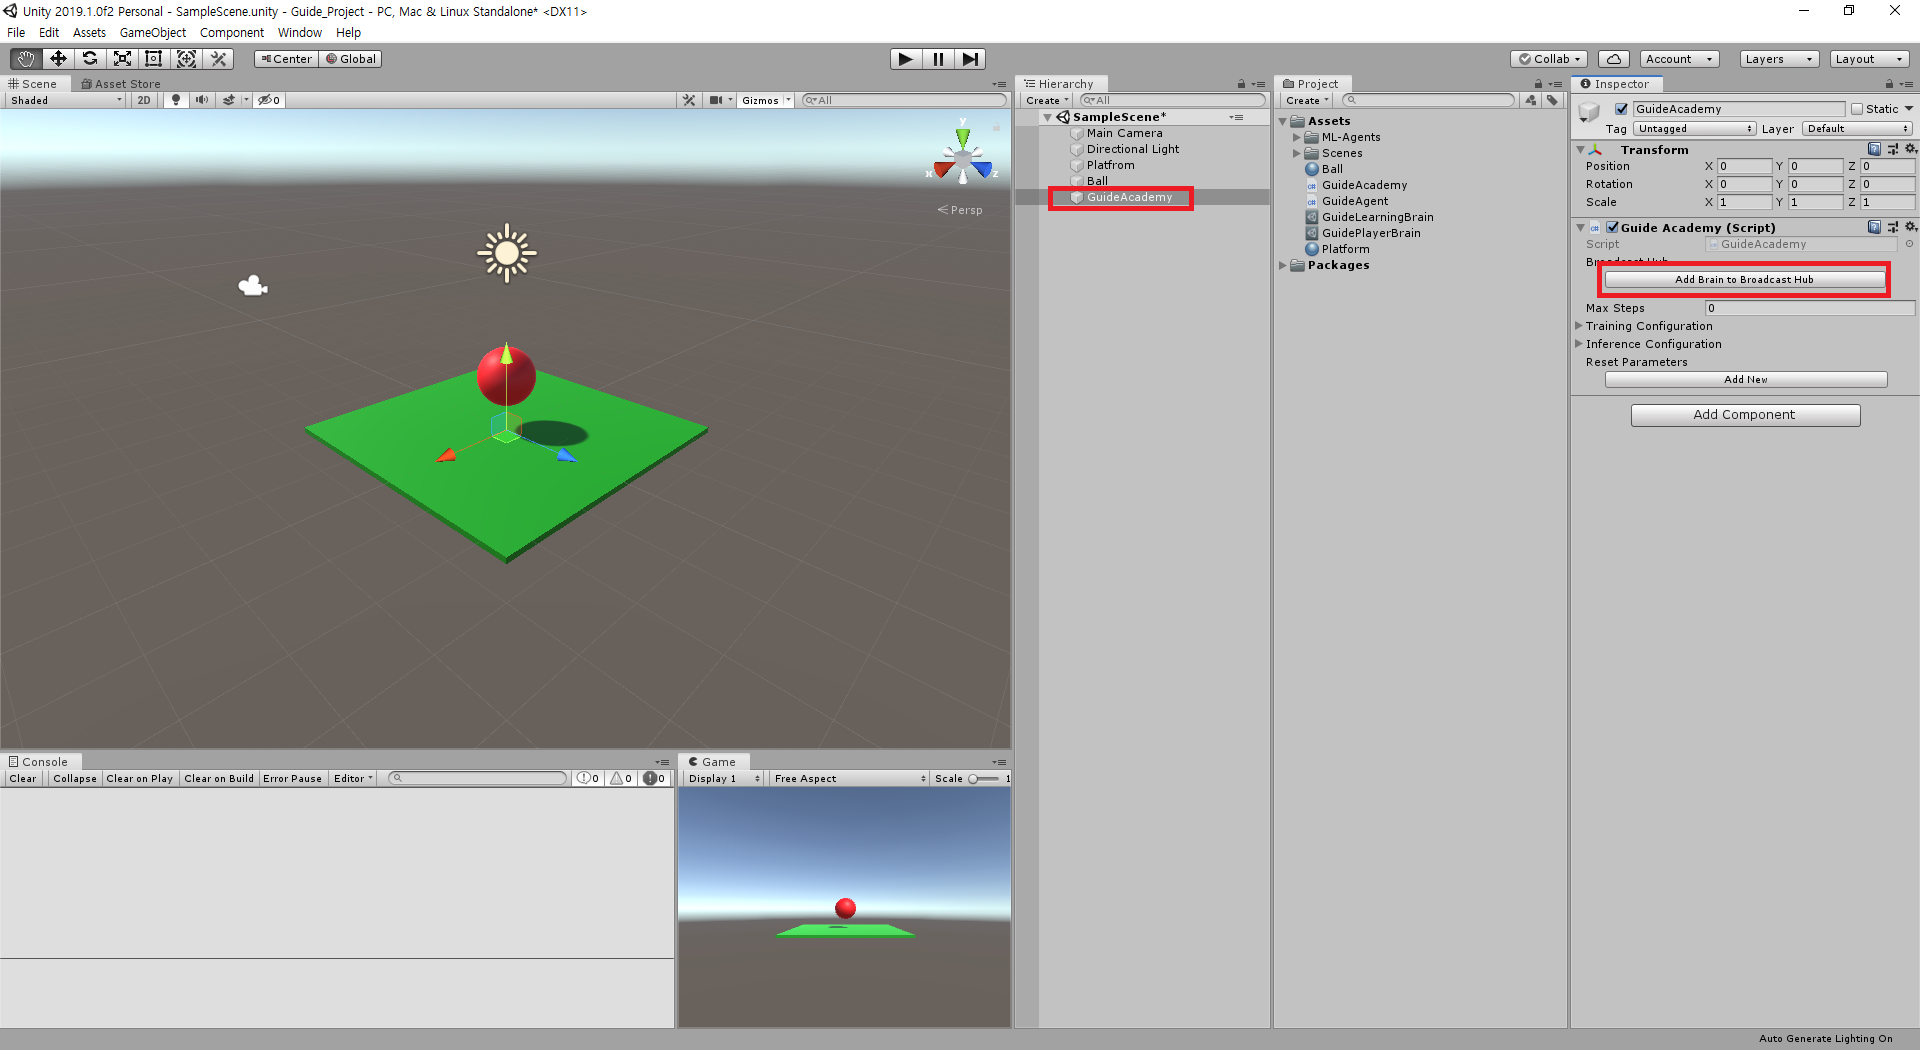 Unity 2019.1.0f2 Personal - SampleScene.unity - Guide_Project - PC, Mac & Linux Standalone* <DX11>
File Edit Assets GameObject Component Window Help
Center Global
Collab Account Layers Layout
Scene Asset Store
Shaded 2D 0 Gizmos All
y
x z
Persp
Hierarchy
Create All
SampleScene*
Main Camera
Directional Light
Platfrom
Ball
GuideAcademy
Project
Create
Assets
ML-Agents
Scenes
Ball
GuideAcademy
GuideAgent
GuideLearningBrain
GuidePlayerBrain
Platform
Packages
Inspector
GuideAcademy Static
Tag Untagged Layer Default
Transform
Position X 0 Y 0 Z 0
Rotation X 0 Y 0 Z 0
Scale X 1 Y 1 Z 1
Guide Academy (Script)
Script GuideAcademy
Broadcast Hub
Add Brain to Broadcast Hub
Max Steps 0
Training Configuration
Inference Configuration
Reset Parameters
Add New
Add Component
Console
Clear Collapse Clear on Play Clear on Build Error Pause Editor 0 0 0
Game
Display 1 Free Aspect Scale 1
Auto Generate Lighting On